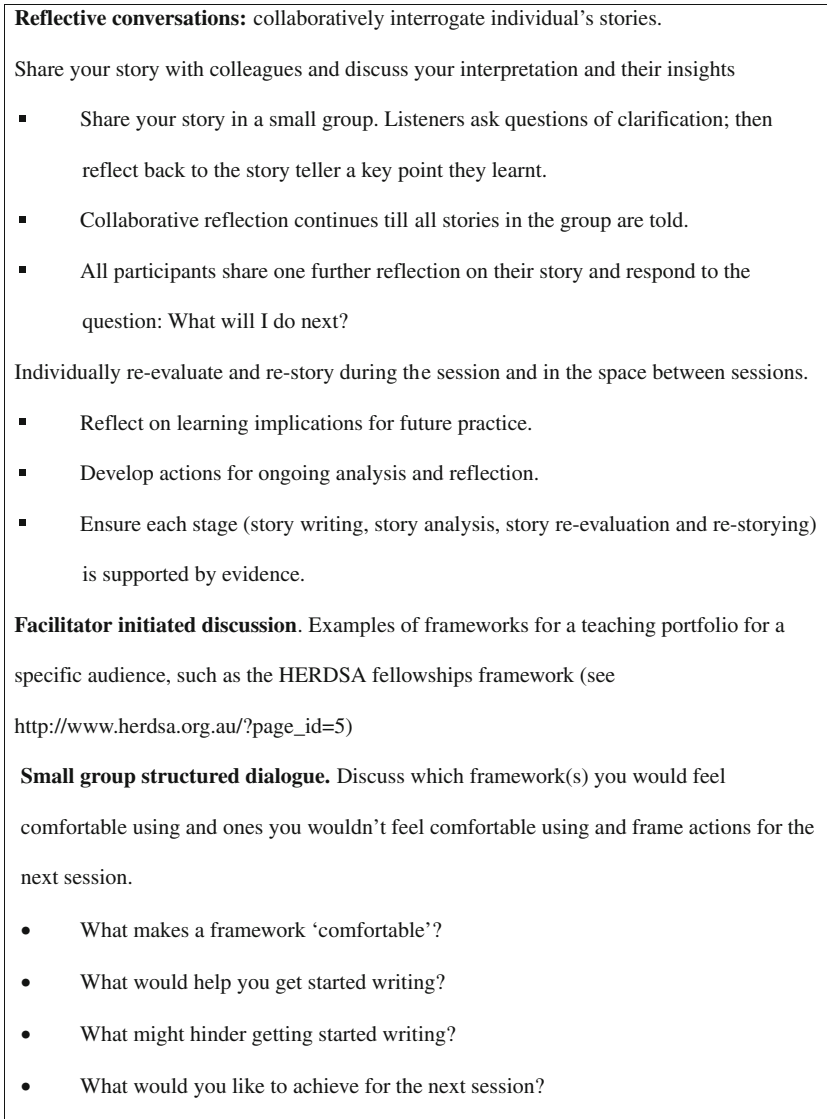 Reflective conversations: collaboratively interrogate individual's stories.
Share your story with colleagues and discuss your interpretation and their insights
▪ Share your story in a small group. Listeners ask questions of clarification; then
reflect back to the story teller a key point they learnt.
▪ Collaborative reflection continues till all stories in the group are told.
▪ All participants share one further reflection on their story and respond to the
question: What will I do next?
Individually re-evaluate and re-story during the session and in the space between sessions.
▪ Reflect on learning implications for future practice.
▪ Develop actions for ongoing analysis and reflection.
▪ Ensure each stage (story writing, story analysis, story re-evaluation and re-storying)
is supported by evidence.
Facilitator initiated discussion. Examples of frameworks for a teaching portfolio for a
specific audience, such as the HERDSA fellowships framework (see
http://www.herdsa.org.au/?page_id=5)
Small group structured dialogue. Discuss which framework(s) you would feel
comfortable using and ones you wouldn't feel comfortable using and frame actions for the
next session.
• What makes a framework 'comfortable'?
• What would help you get started writing?
• What might hinder getting started writing?
• What would you like to achieve for the next session?